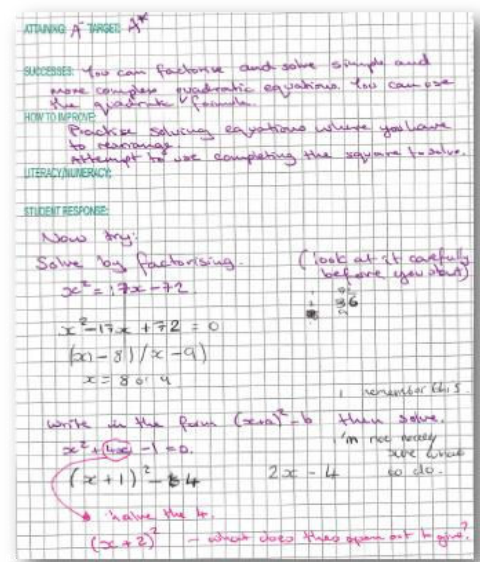 ATTAINING: A- TARGET: A*
SUCCESSES: You can factorise and solve simple and
more complex quadratic equations. You can use
the quadratic formula.
HOW TO IMPROVE:
Practise solving equations where you have
to rearrange.
Attempt to use completing the square to solve.
LITERACY/NUMERACY:
STUDENT RESPONSE:
Now try:
Solve by factorising. (look at it carefully
before you start)
x² = 17x - 72
36
x² - 17x + 72 = 0
(x - 8)(x - 9)
x = 8 or 9
I remember this
Write in the form (x+a)² - b then solve.
x² + 4x - 1 = 0.
I'm not really
sure what
to do.
(x + 1)² - 4 2x - 4
halve the 4.
(x + 2)² - what does this open out to give?